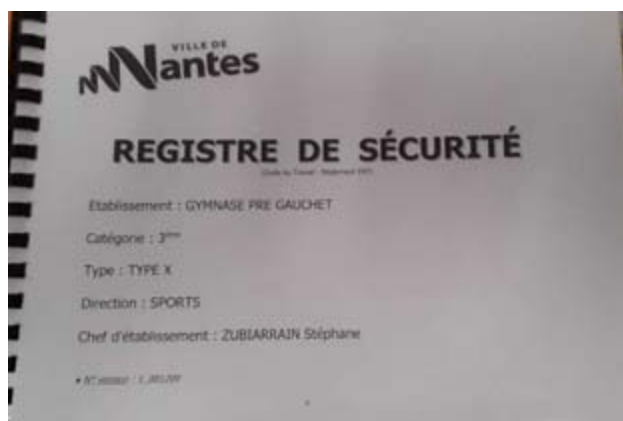 VILLE DE
Nantes
REGISTRE DE SÉCURITÉ
Etablissement : GYMNASE PRE GAUCHET
Catégorie : 3ème
Type : TYPE X
Direction : SPORTS
Chef d'établissement : ZUBIARRAIN Stéphane